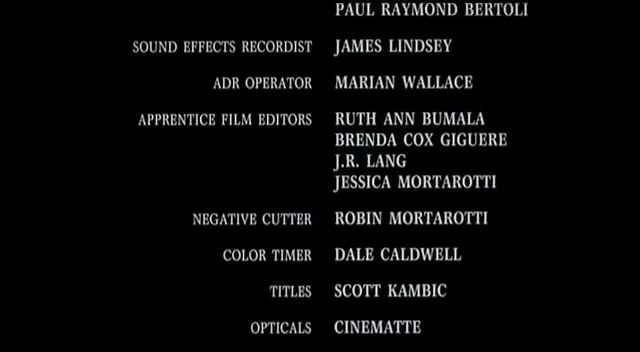 PAUL RAYMOND BERTOLI
SOUND EFFECTS RECORDIST JAMES LINDSEY
ADR OPERATOR MARIAN WALLACE
APPRENTICE FILM EDITORS RUTH ANN BUMALA
BRENDA COX GIGUERE
J.R. LANG
JESSICA MORTAROTTI
NEGATIVE CUTTER ROBIN MORTAROTTI
COLOR TIMER DALE CALDWELL
TITLES SCOTT KAMBIC
OPTICALS CINEMATTE